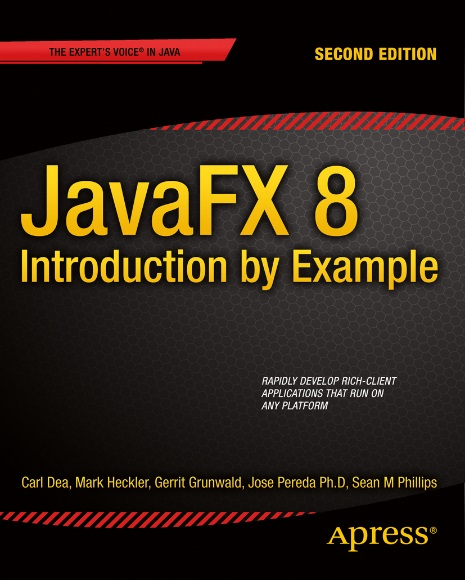 THE EXPERT'S VOICE® IN JAVA
SECOND EDITION
JavaFX 8
Introduction by Example
RAPIDLY DEVELOP RICH-CLIENT
APPLICATIONS THAT RUN ON
ANY PLATFORM
Carl Dea, Mark Heckler, Gerrit Grunwald, Jose Pereda Ph.D, Sean M Phillips
Apress®